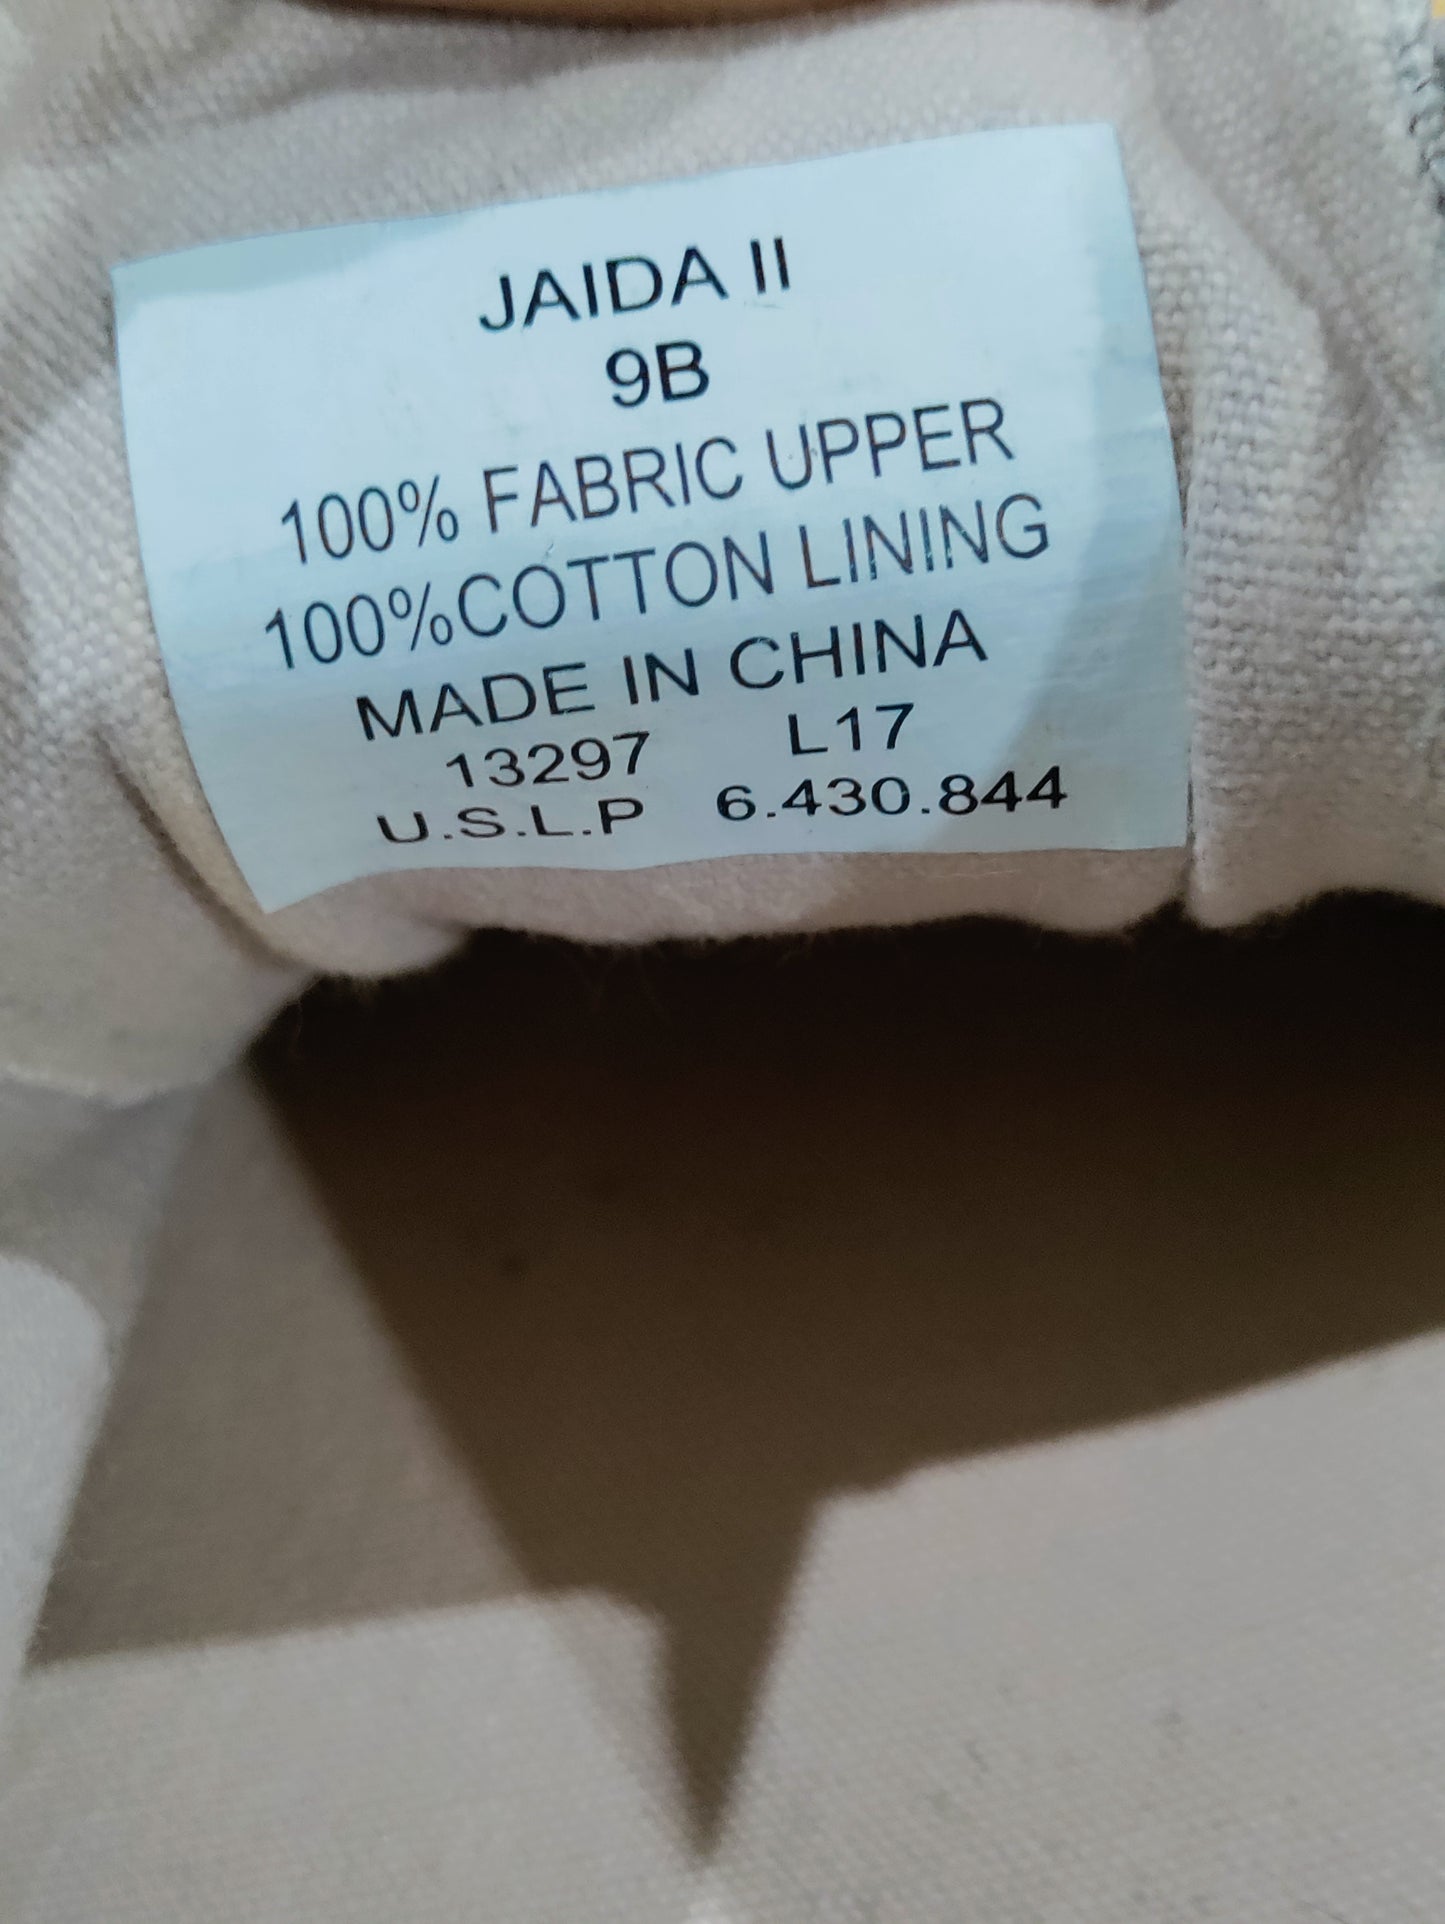 JAIDA II
9B
100% FABRIC UPPER
100%COTTON LINING
MADE IN CHINA
13297 L17
U.S.L.P 6.430.844